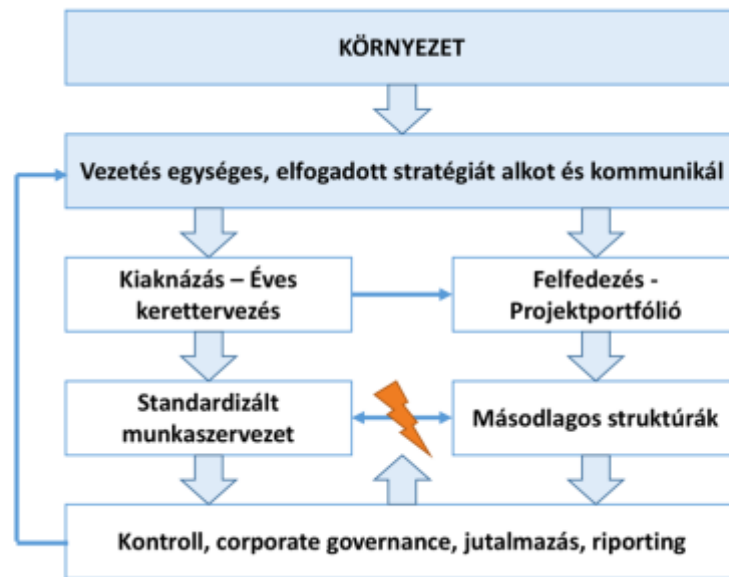 KÖRNYEZET
Vezetés egységes, elfogadott stratégiát alkot és kommunikál
Kiaknázás – Éves
kerettervezés
Felfedezés -
Projektportfólió
Standardizált
munkaszervezet
Másodlagos struktúrák
Kontroll, corporate governance, jutalmazás, riporting